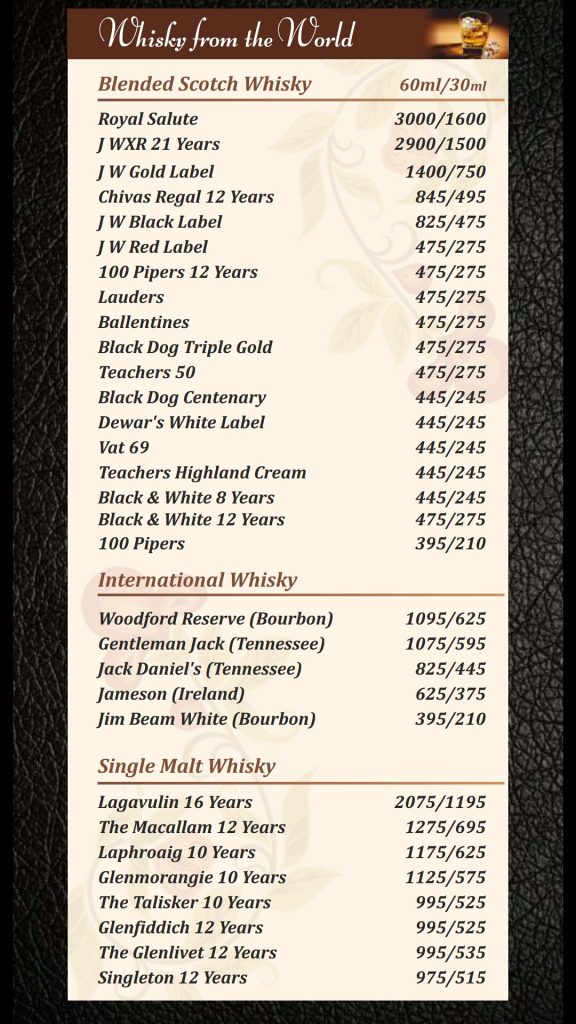 Whisky from the World
Blended Scotch Whisky 60ml/30ml
Royal Salute 3000/1600
J WXR 21 Years 2900/1500
J W Gold Label 1400/750
Chivas Regal 12 Years 845/495
J W Black Label 825/475
J W Red Label 475/275
100 Pipers 12 Years 475/275
Lauders 475/275
Ballentines 475/275
Black Dog Triple Gold 475/275
Teachers 50 475/275
Black Dog Centenary 445/245
Dewar's White Label 445/245
Vat 69 445/245
Teachers Highland Cream 445/245
Black & White 8 Years 445/245
Black & White 12 Years 475/275
100 Pipers 395/210
International Whisky
Woodford Reserve (Bourbon) 1095/625
Gentleman Jack (Tennessee) 1075/595
Jack Daniel's (Tennessee) 825/445
Jameson (Ireland) 625/375
Jim Beam White (Bourbon) 395/210
Single Malt Whisky
Lagavulin 16 Years 2075/1195
The Macallam 12 Years 1275/695
Laphroaig 10 Years 1175/625
Glenmorangie 10 Years 1125/575
The Talisker 10 Years 995/525
Glenfiddich 12 Years 995/525
The Glenlivet 12 Years 995/535
Singleton 12 Years 975/515